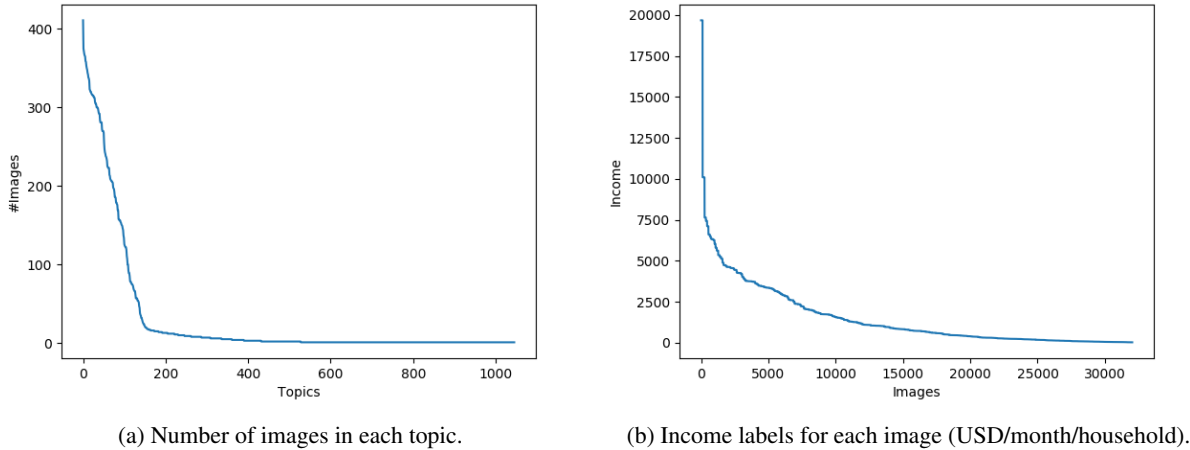 400
300
200
100
0
#Images
0 200 400 600 800 1000
Topics
(a) Number of images in each topic.
20000
17500
15000
12500
10000
7500
5000
2500
0
Income
0 5000 10000 15000 20000 25000 30000
Images
(b) Income labels for each image (USD/month/household).